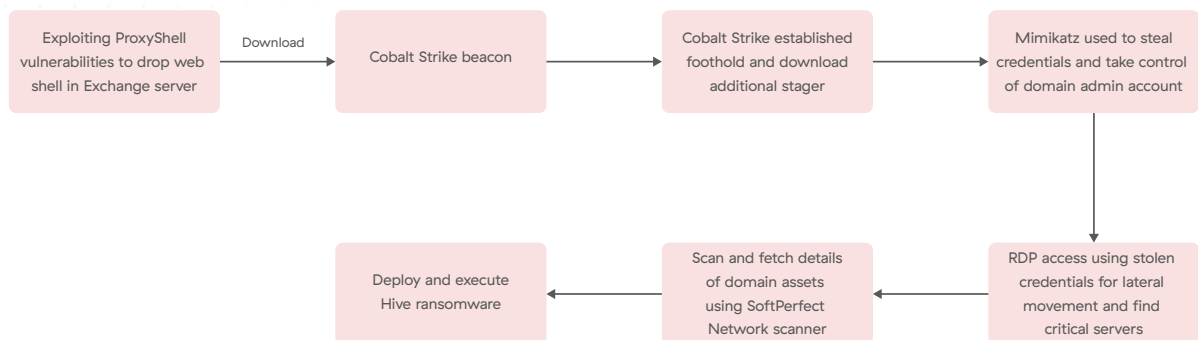 Exploiting ProxyShell
vulnerabilities to drop web
shell in Exchange server
Download
Cobalt Strike beacon
Cobalt Strike established
foothold and download
additional stager
Mimikatz used to steal
credentials and take control
of domain admin account
RDP access using stolen
credentials for lateral
movement and find
critical servers
Scan and fetch details
of domain assets
using SoftPerfect
Network scanner
Deploy and execute
Hive ransomware